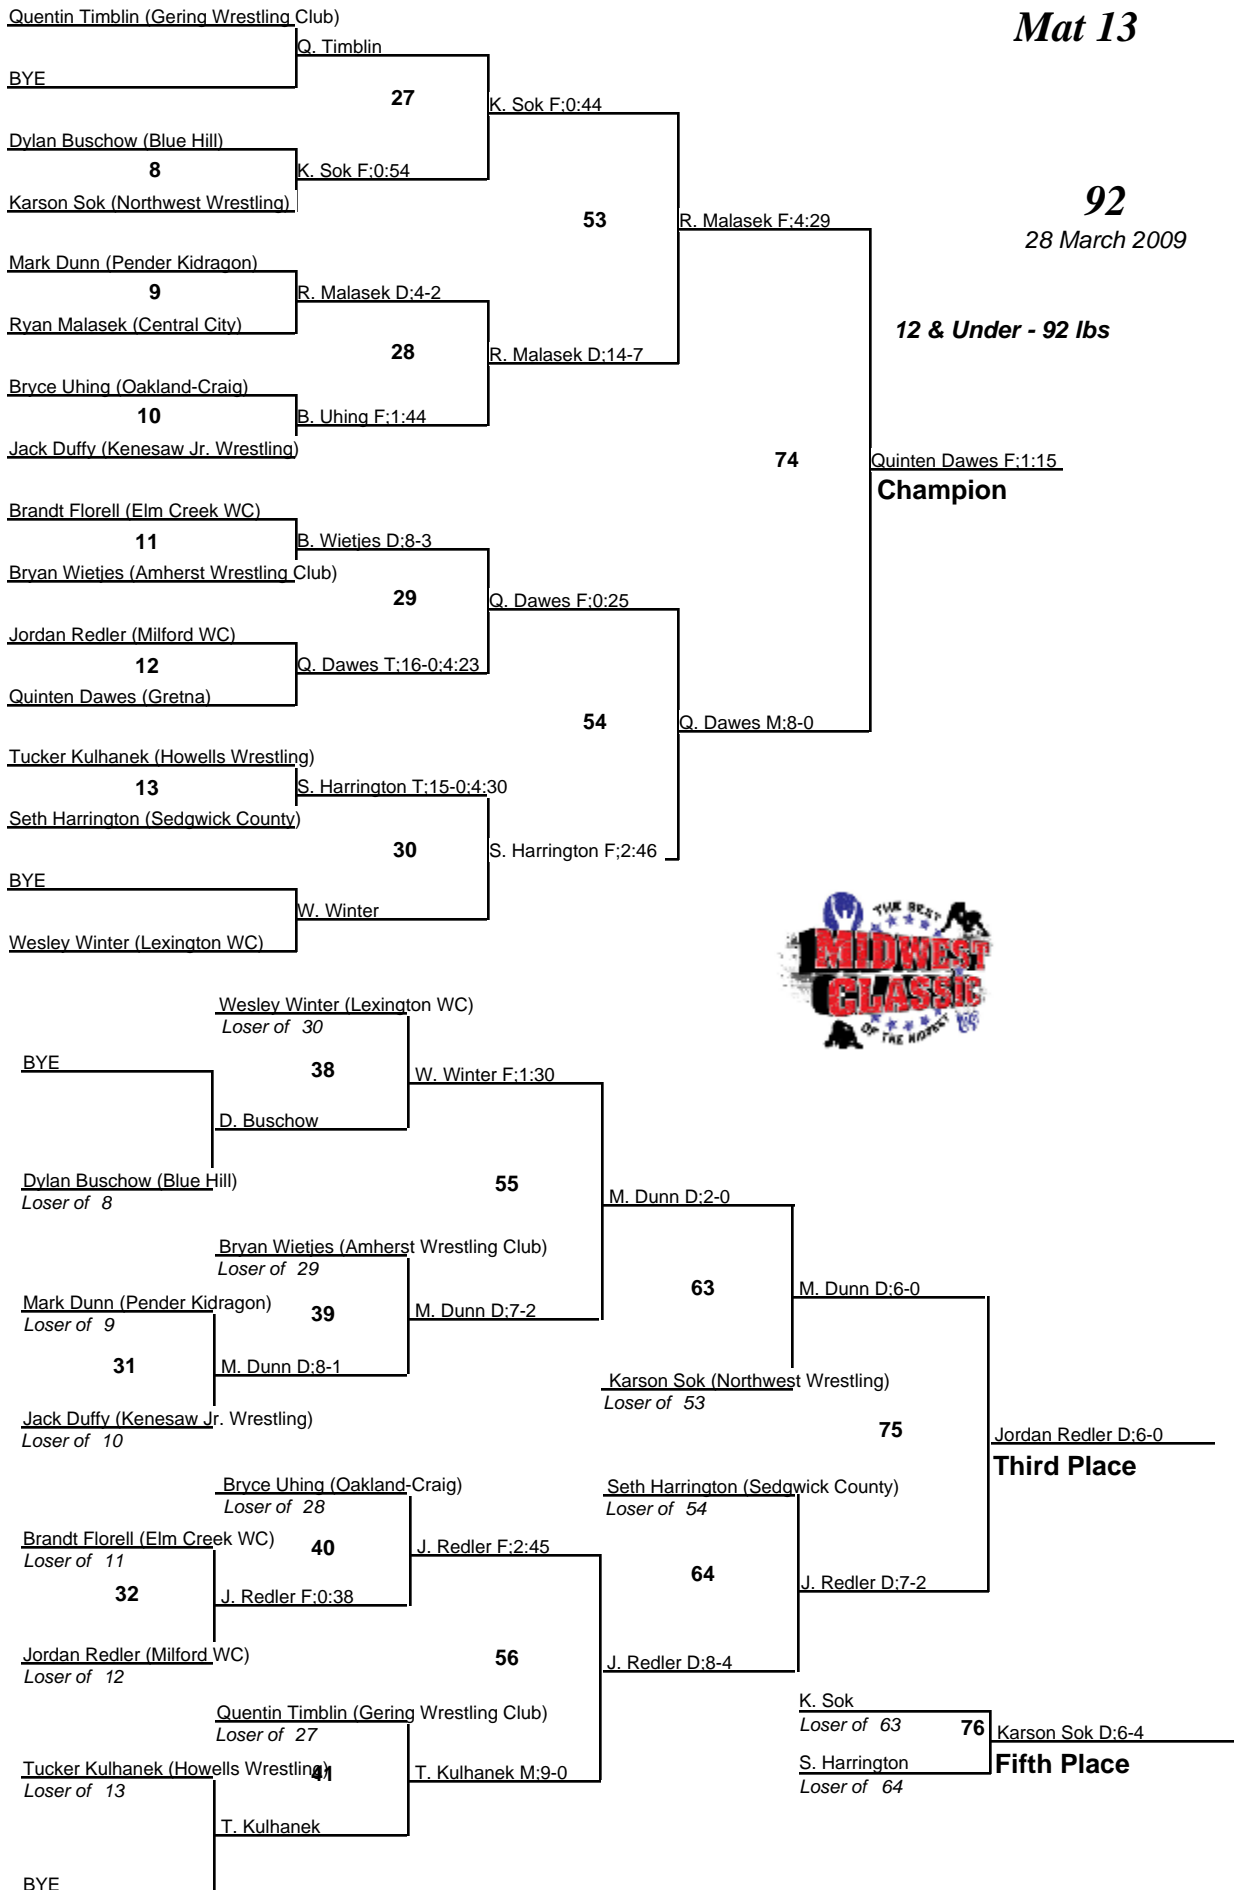 Quentin Timblin (Gering Wrestling Club)
Mat 13
Q. Timblin
BYE
27
K. Sok F;0:44
Dylan Buschow (Blue Hill)
8
K. Sok F;0:54
Karson Sok (Northwest Wrestling)
53
R. Malasek F;4:29
92
28 March 2009
Mark Dunn (Pender Kidragon)
9
R. Malasek D;4-2
Ryan Malasek (Central City)
12 & Under - 92 lbs
28
R. Malasek D;14-7
Bryce Uhing (Oakland-Craig)
10
B. Uhing F;1:44
Jack Duffy (Kenesaw Jr. Wrestling)
74
Quinten Dawes F;1:15
Champion
Brandt Florell (Elm Creek WC)
11
B. Wietjes D;8-3
Bryan Wietjes (Amherst Wrestling Club)
29
Q. Dawes F;0:25
Jordan Redler (Milford WC)
12
Q. Dawes T;16-0;4:23
Quinten Dawes (Gretna)
54
Q. Dawes M;8-0
Tucker Kulhanek (Howells Wrestling)
13
S. Harrington T;15-0;4:30
Seth Harrington (Sedgwick County)
30
S. Harrington F;2:46
BYE
W. Winter
Wesley Winter (Lexington WC)
THE BEST
MIDWEST
CLASSIC
OF THE MIDWEST
Wesley Winter (Lexington WC)
Loser of 30
BYE
38
W. Winter F;1:30
D. Buschow
Dylan Buschow (Blue Hill)
Loser of 8
55
M. Dunn D;2-0
Bryan Wietjes (Amherst Wrestling Club)
Loser of 29
63
M. Dunn D;6-0
Mark Dunn (Pender Kidragon)
Loser of 9
39
M. Dunn D;7-2
31
M. Dunn D;8-1
Karson Sok (Northwest Wrestling)
Loser of 53
Jack Duffy (Kenesaw Jr. Wrestling)
Loser of 10
75
Jordan Redler D;6-0
Third Place
Bryce Uhing (Oakland-Craig)
Loser of 28
Seth Harrington (Sedgwick County)
Loser of 54
Brandt Florell (Elm Creek WC)
Loser of 11
40
J. Redler F;2:45
64
J. Redler D;7-2
32
J. Redler F;0:38
Jordan Redler (Milford WC)
Loser of 12
56
J. Redler D;8-4
Quentin Timblin (Gering Wrestling Club)
Loser of 27
K. Sok
Loser of 63
76
Karson Sok D;6-4
Fifth Place
S. Harrington
Loser of 64
Tucker Kulhanek (Howells Wrestling)
Loser of 13
41
T. Kulhanek M;9-0
T. Kulhanek
BYE